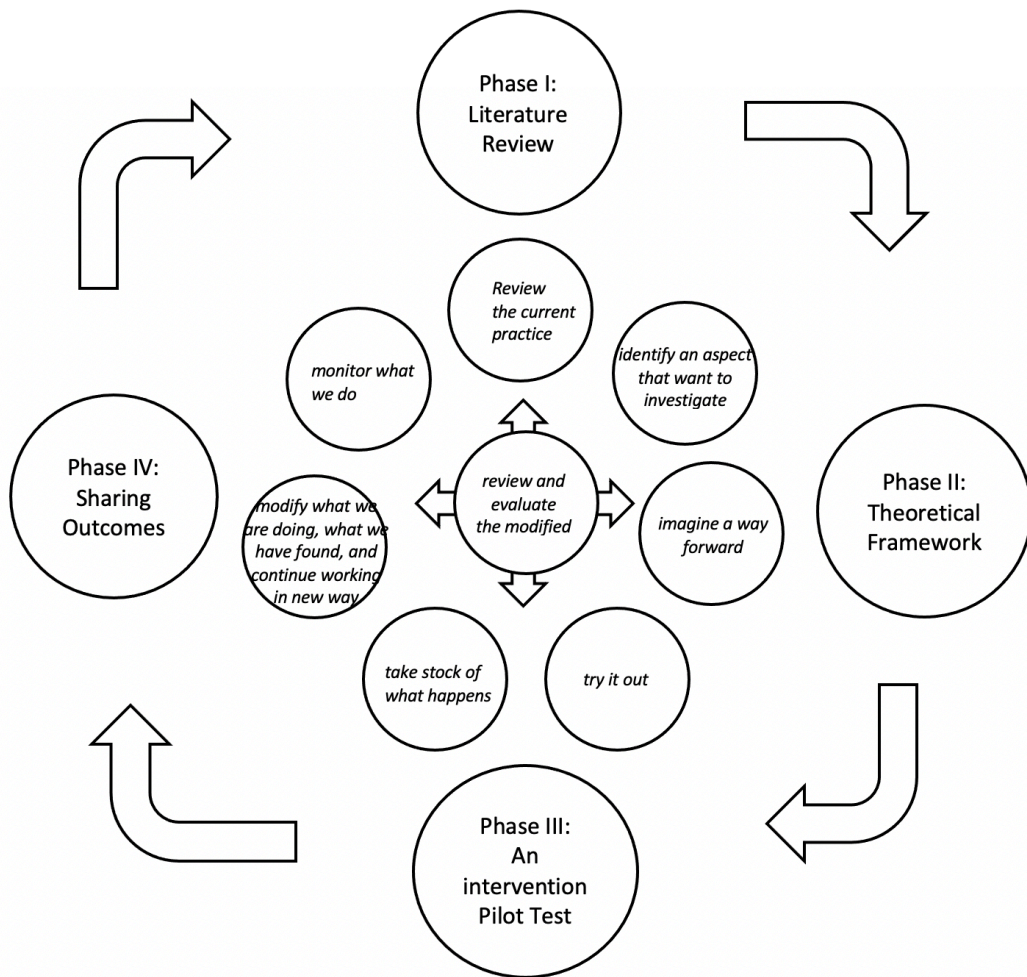 Phase I:
Literature
Review
Review
the current
practice
monitor what
we do
identify an aspect
that want to
investigate
Phase IV:
Sharing
Outcomes
modify what we
are doing, what we
have found, and
continue working
in new way
review and
evaluate
the modified
imagine a way
forward
Phase II:
Theoretical
Framework
take stock of
what happens
try it out
Phase III:
An
intervention
Pilot Test